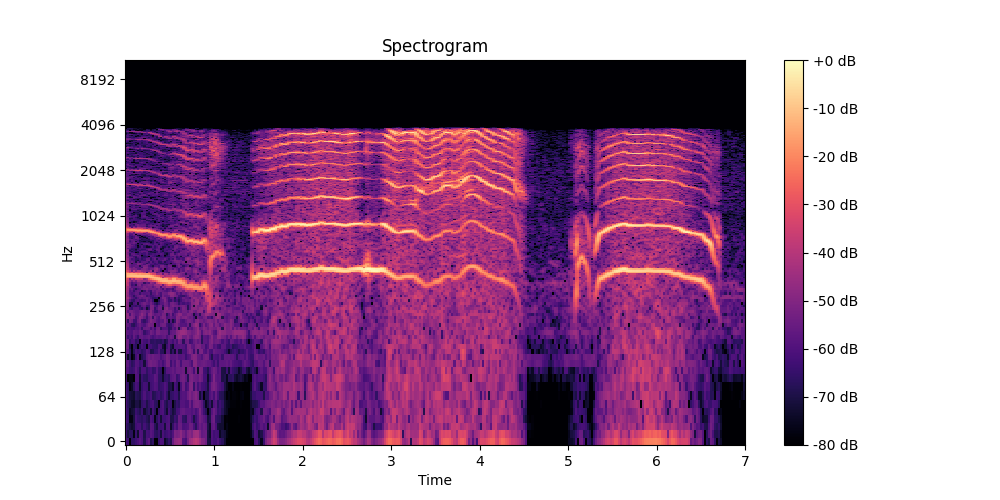 Spectrogram
8192
4096
2048
1024
512
256
128
64
0
Hz
0 1 2 3 4 5 6 7
Time
+0 dB
-10 dB
-20 dB
-30 dB
-40 dB
-50 dB
-60 dB
-70 dB
-80 dB